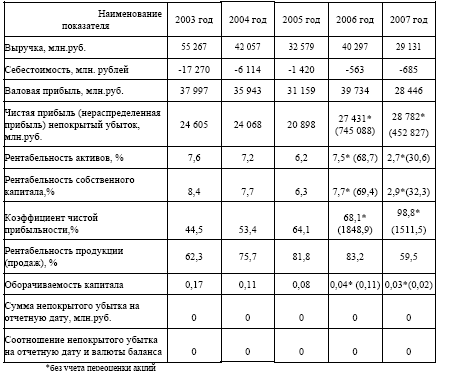 Наименование показателя 2003 год 2004 год 2005 год 2006 год 2007 год
Выручка, млн.руб. 55 267 42 057 32 579 40 297 29 131
Себестоимость, млн. рублей -17 270 -6 114 -1 420 -563 -685
Валовая прибыль, млн.руб. 37 997 35 943 31 159 39 734 28 446
Чистая прибыль (нераспределенная прибыль) непокрытый убыток, млн.руб. 24 605 24 068 20 898 27 431* (745 088) 28 782* (452 827)
Рентабельность активов, % 7,6 7,2 6,2 7,5* (68,7) 2,7*(30,6)
Рентабельность собственного капитала,% 8,4 7,7 6,3 7,7* (69,4) 2,9*(32,3)
Коэффициент чистой прибыльности,% 44,5 53,4 64,1 68,1* (1848,9) 98,8* (1511,5)
Рентабельность продукции (продаж), % 62,3 75,7 81,8 83,2 59,5
Оборачиваемость капитала 0,17 0,11 0,08 0,04* (0,11) 0,03*(0,02)
Сумма непокрытого убытка на отчетную дату, млн.руб. 0 0 0 0 0
Соотношение непокрытого убытка на отчетную дату и валюты баланса 0 0 0 0 0
*без учета переоценки акций